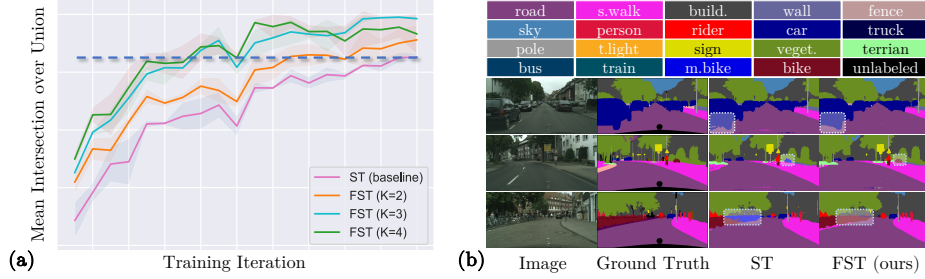 Mean Intersection over Union
ST (baseline)
FST (K=2)
FST (K=3)
FST (K=4)
(a)
Training Iteration
road s.walk build. wall fence
sky person rider car truck
pole t.light sign veget. terrian
bus train m.bike bike unlabeled
(b)
Image Ground Truth ST FST (ours)